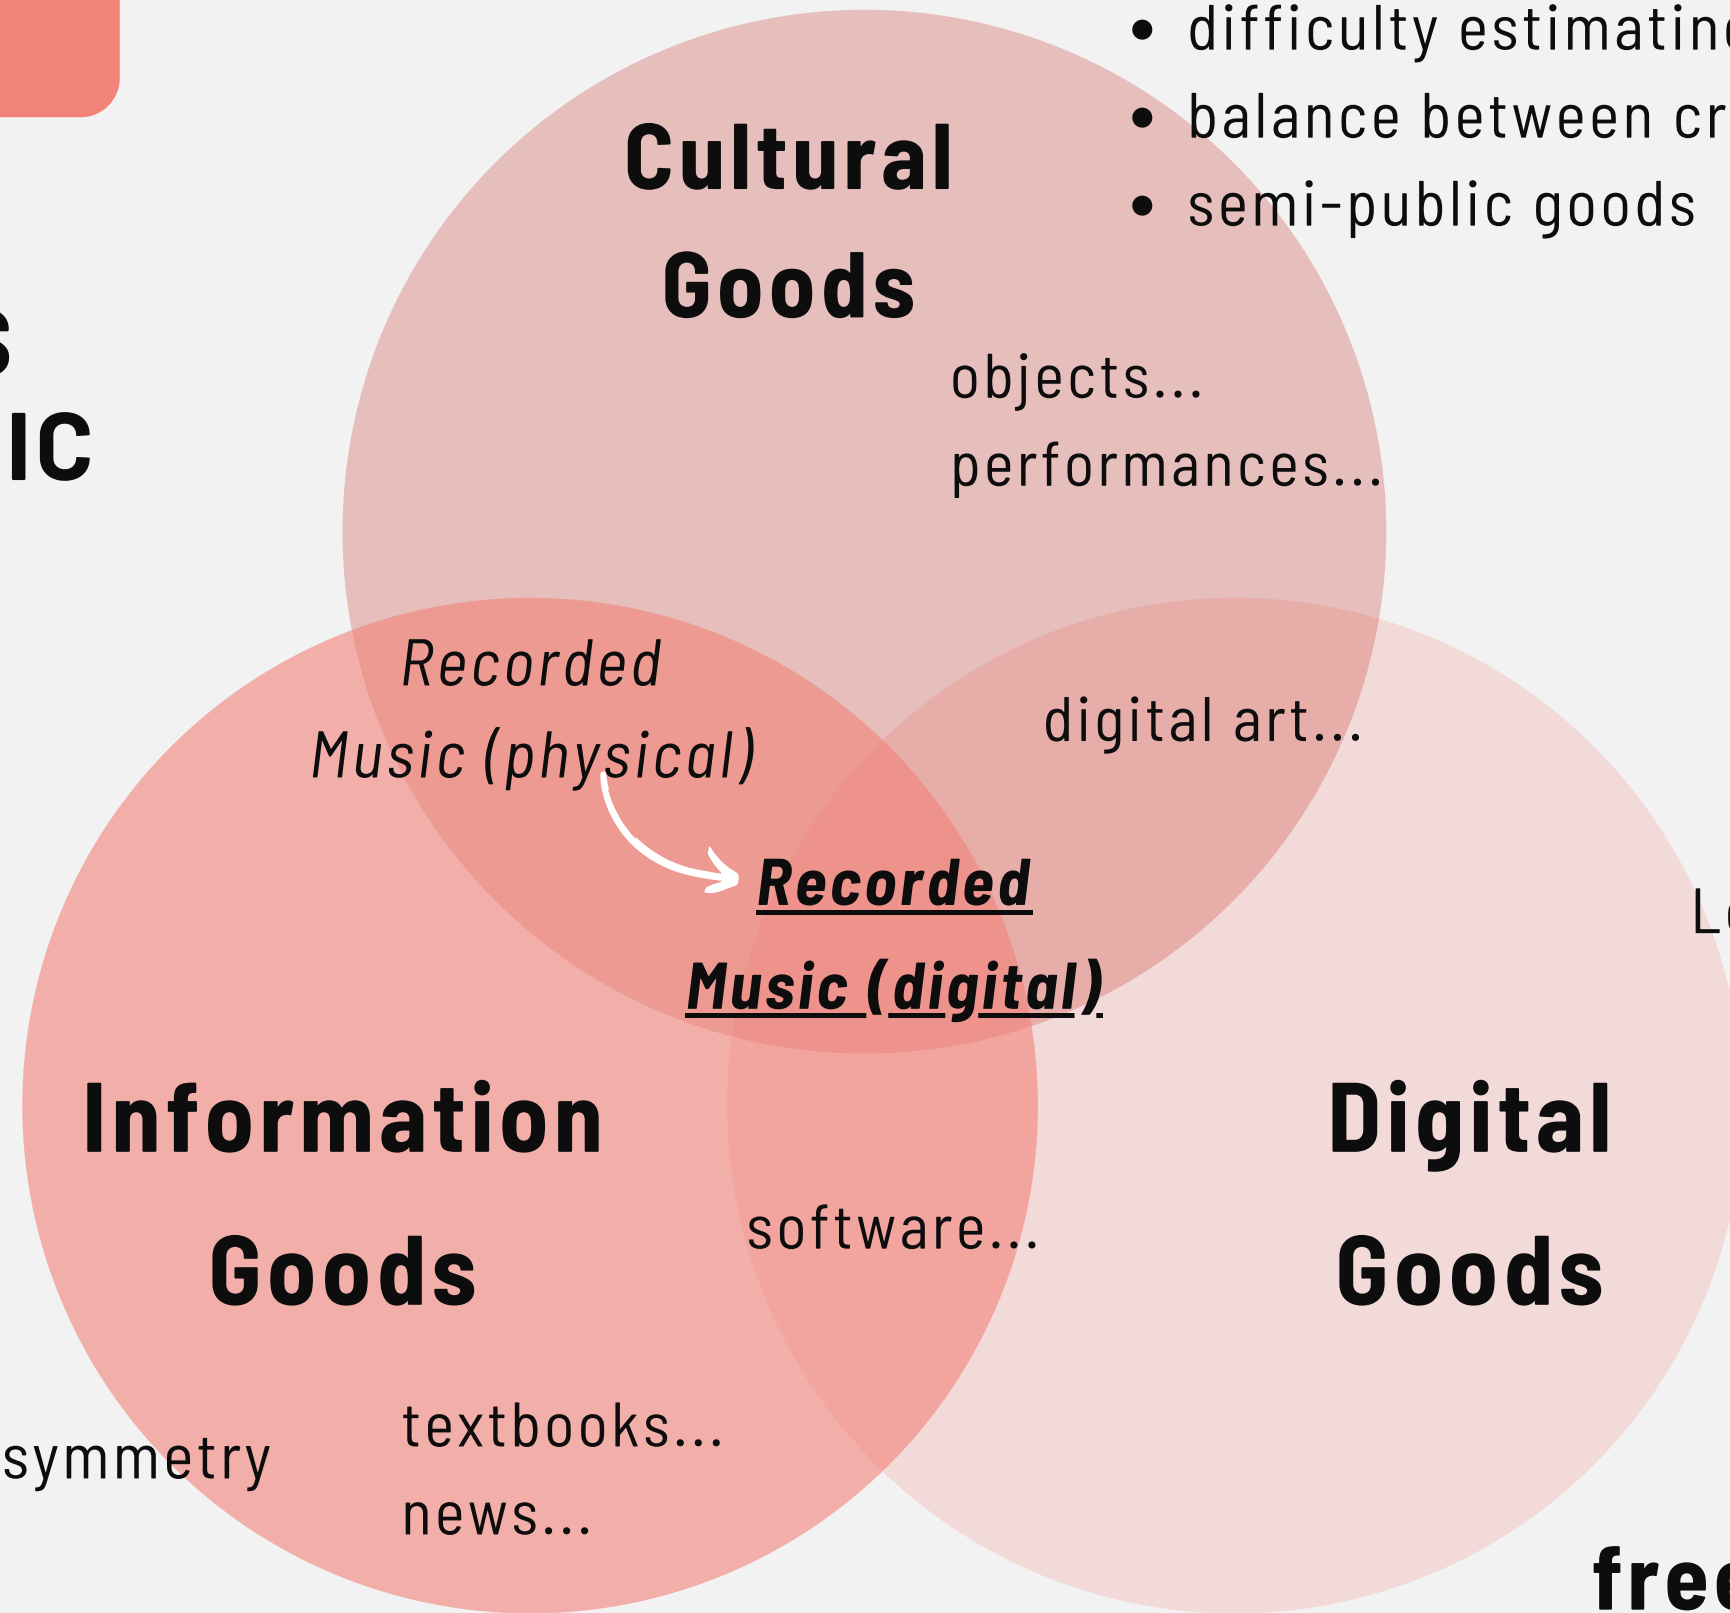 • difficulty estimating
• balance between cr
• semi-public goods
Cultural
Goods
S
IC
objects...
performances...
Recorded
Music (physical)
digital art...
Recorded
Music (digital)
Information
Goods
Digital
Goods
software...
textbooks...
news...
symmetry
free